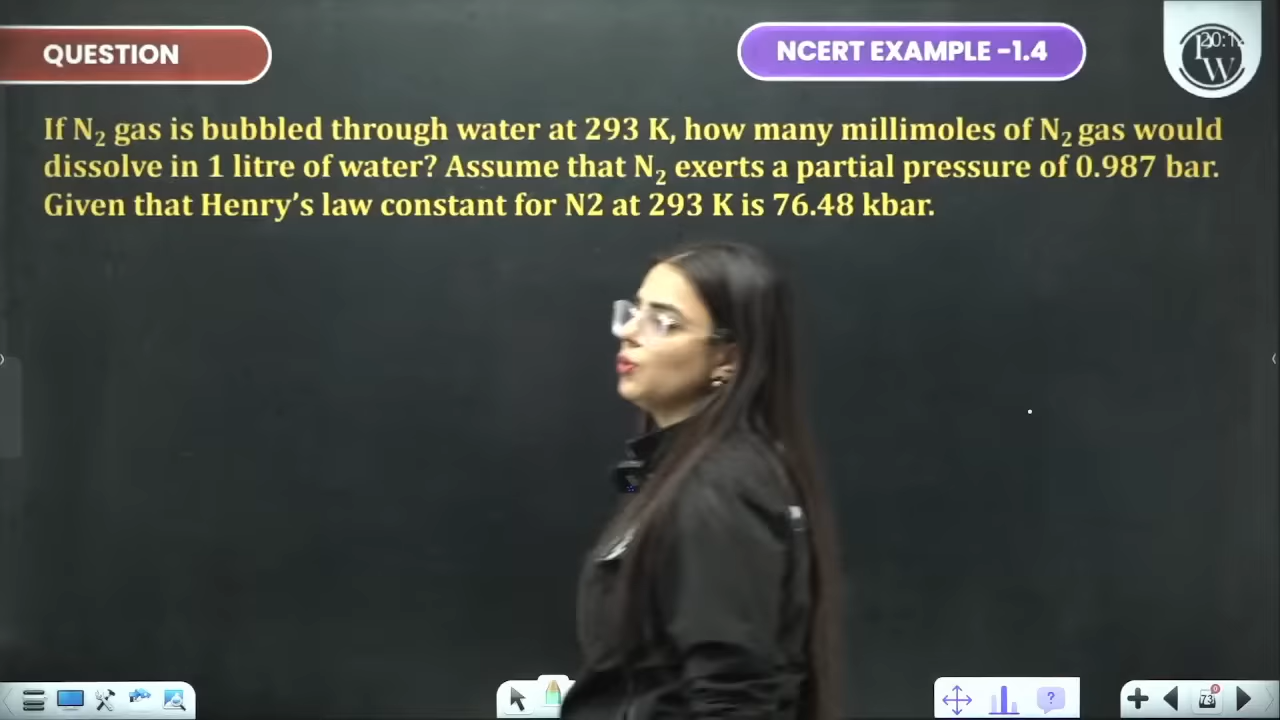 QUESTION
NCERT EXAMPLE -1.4
PW
If N₂ gas is bubbled through water at 293 K, how many millimoles of N₂ gas would
dissolve in 1 litre of water? Assume that N₂ exerts a partial pressure of 0.987 bar.
Given that Henry's law constant for N2 at 293 K is 76.48 kbar.
73